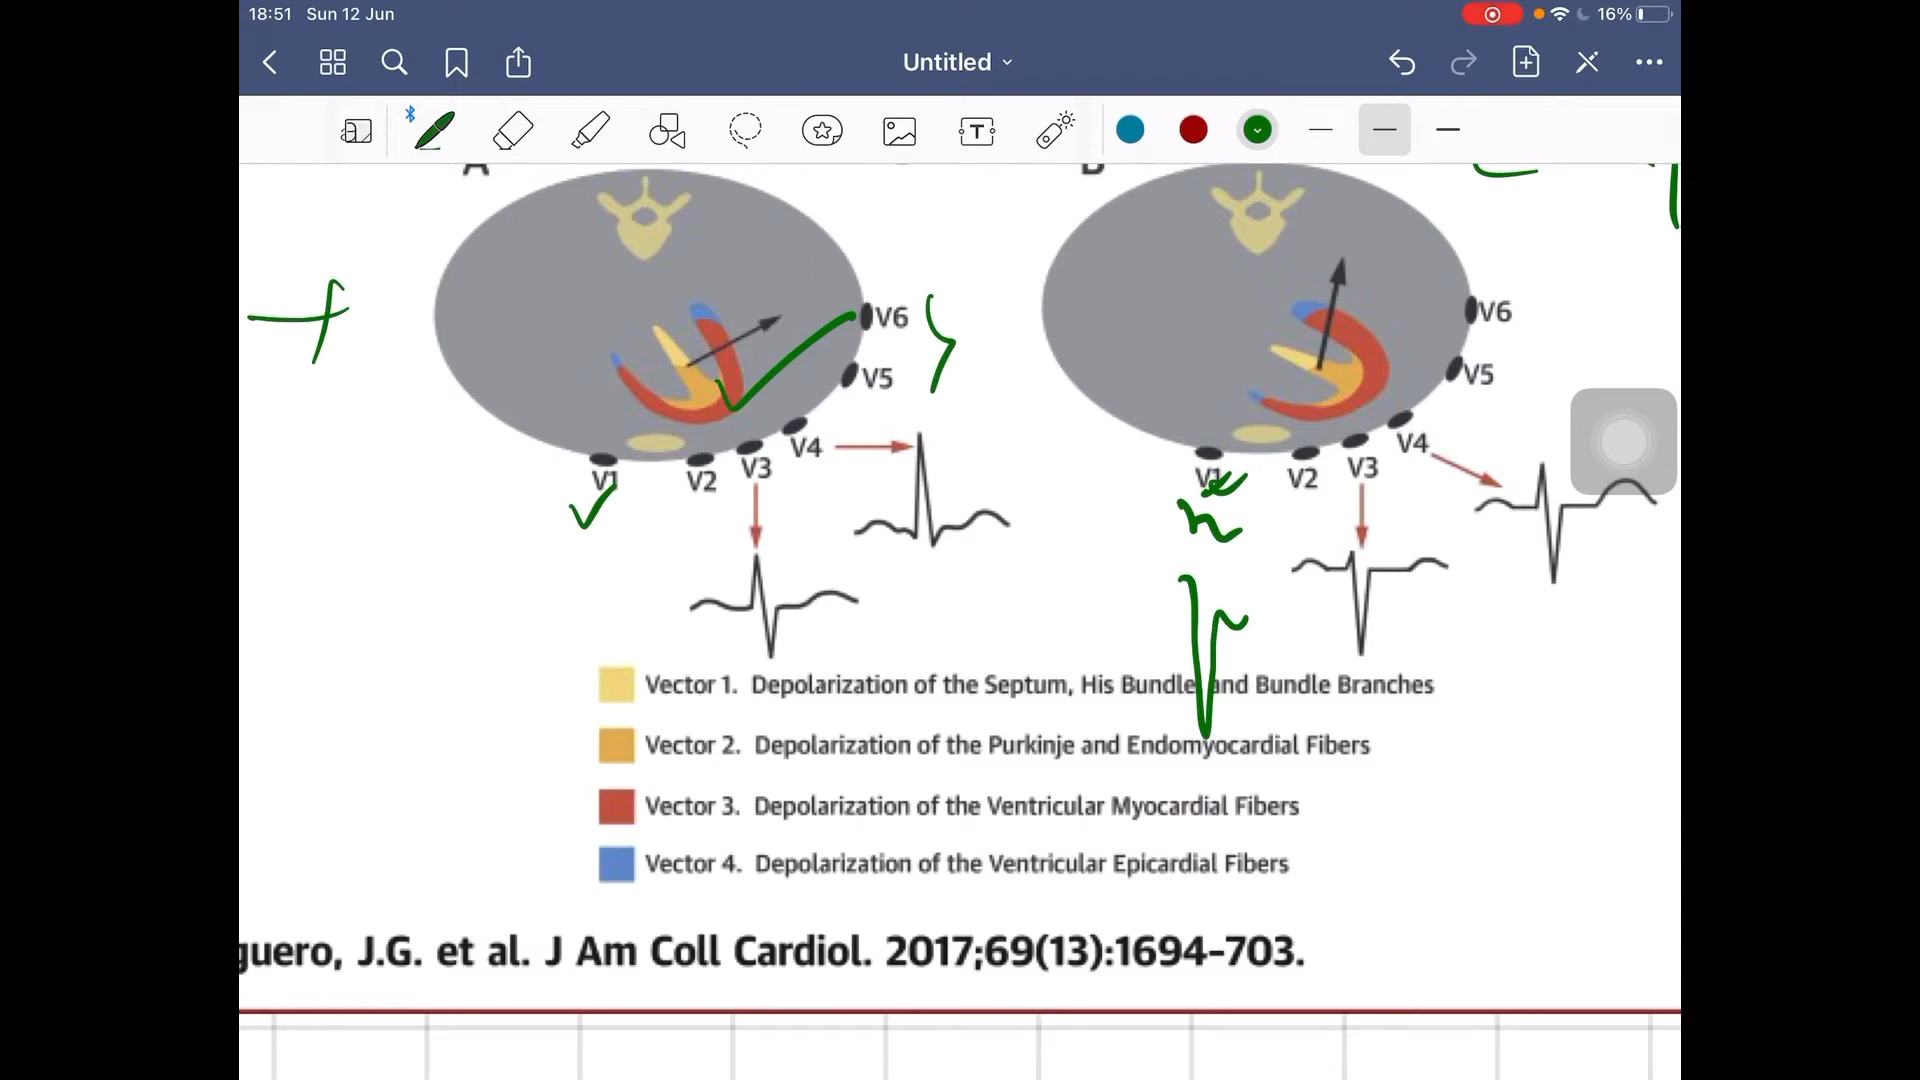 18:51 Sun 12 Jun
16%
Untitled
T
V6
V5
V4
V3
V2
V1
V6
V5
V4
V3
V2
V1
Vector 1. Depolarization of the Septum, His Bundle, and Bundle Branches
Vector 2. Depolarization of the Purkinje and Endomyocardial Fibers
Vector 3. Depolarization of the Ventricular Myocardial Fibers
Vector 4. Depolarization of the Ventricular Epicardial Fibers
guero, J.G. et al. J Am Coll Cardiol. 2017;69(13):1694-703.